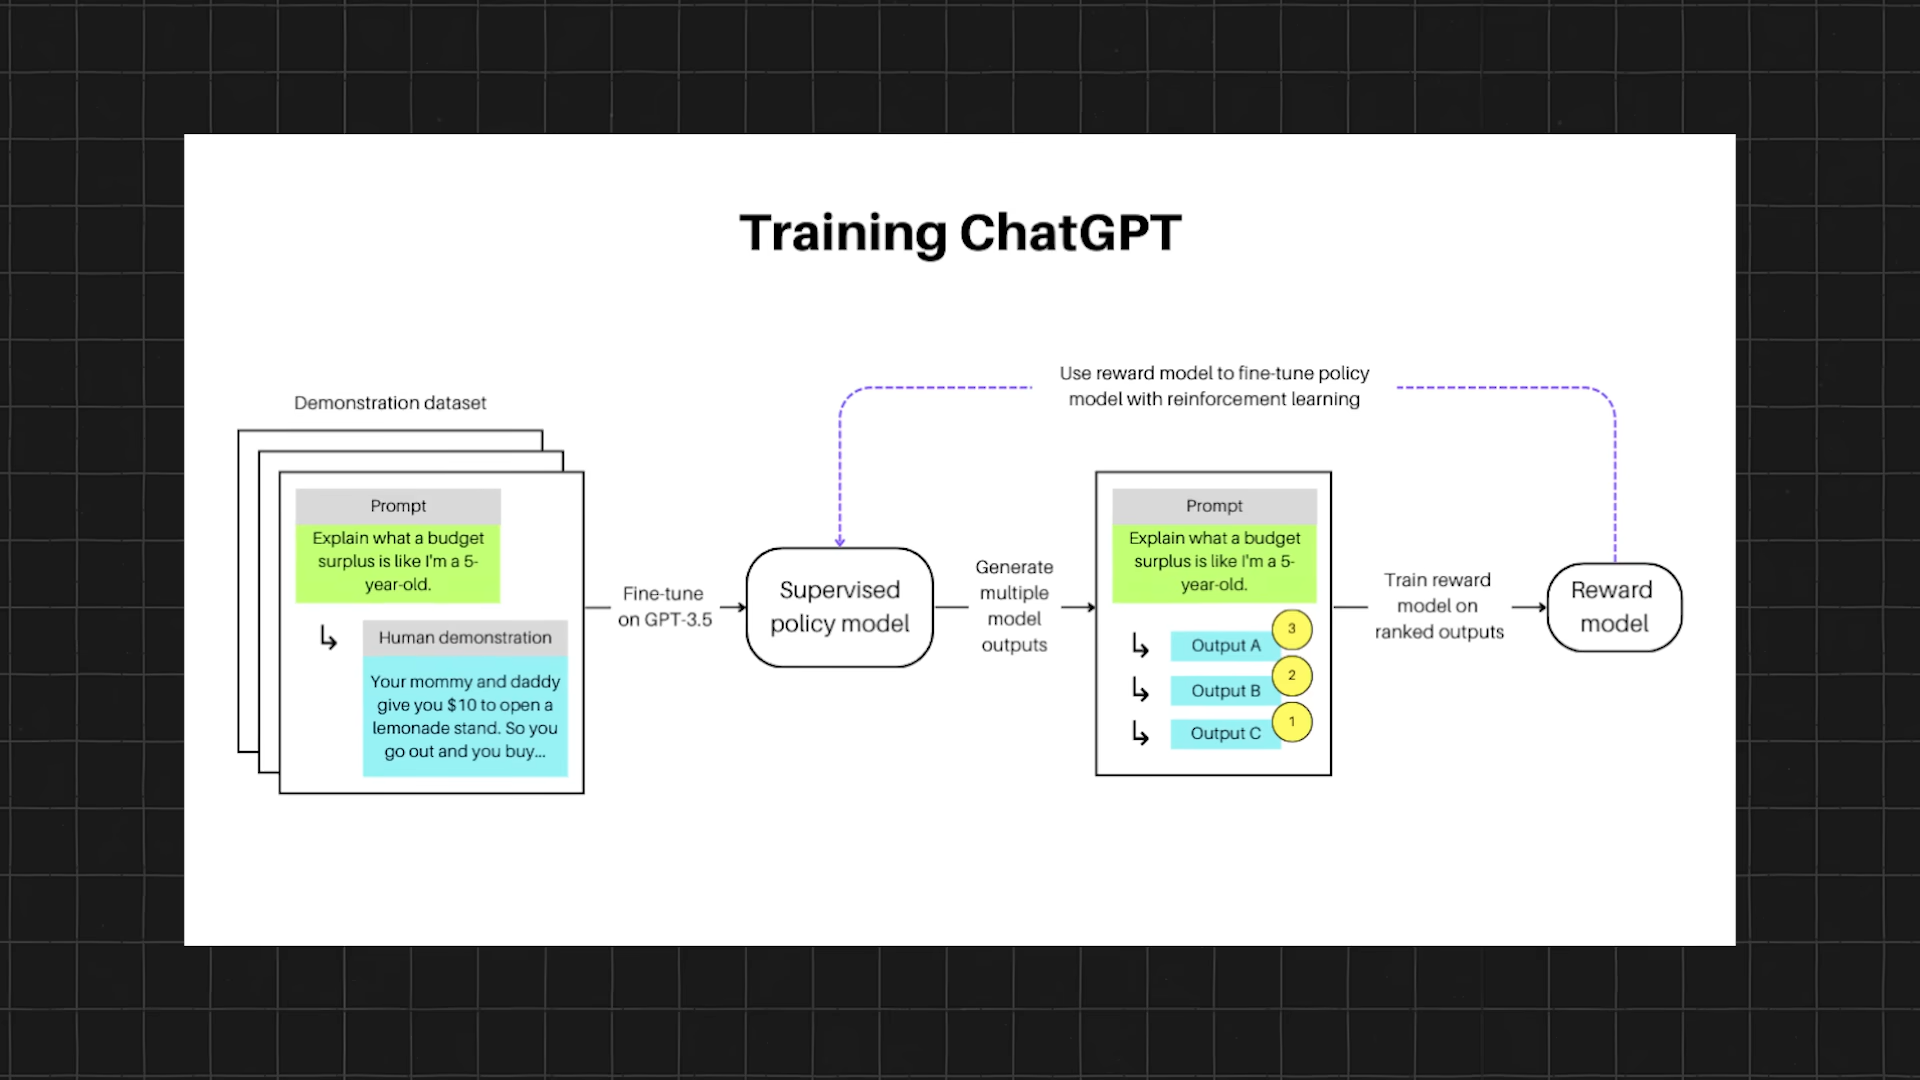 Training ChatGPT
Use reward model to fine-tune policy
model with reinforcement learning
Demonstration dataset
Prompt
Explain what a budget
surplus is like I'm a 5-
year-old.
Human demonstration
Your mommy and daddy
give you $10 to open a
lemonade stand. So you
go out and you buy...
Fine-tune
on GPT-3.5
Supervised
policy model
Generate
multiple
model
outputs
Prompt
Explain what a budget
surplus is like I'm a 5-
year-old.
Output A
3
Output B
2
Output C
1
Train reward
model on
ranked outputs
Reward
model